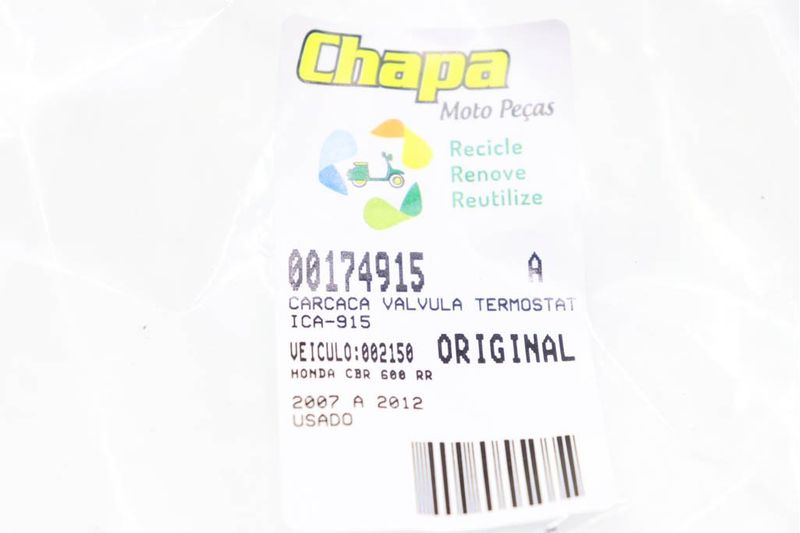 Chapa
Moto Peças
Recicle
Renove
Reutilize
00174915 A
CARCACA VALVULA TERMOSTAT
ICA-915
VEICULO:002150 ORIGINAL
HONDA CBR 600 RR
2007 A 2012
USADO